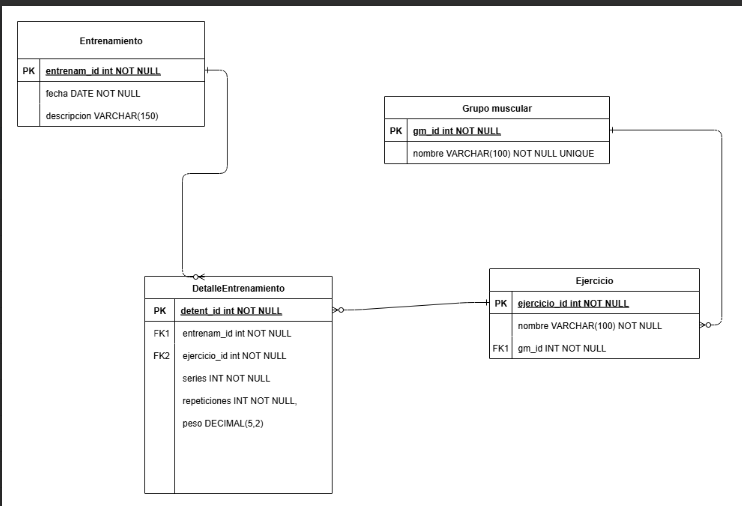 Entrenamiento
PK entrenam_id int NOT NULL
fecha DATE NOT NULL
descripcion VARCHAR(150)
Grupo muscular
PK gm_id int NOT NULL
nombre VARCHAR(100) NOT NULL UNIQUE
DetalleEntrenamiento
PK detent_id int NOT NULL
FK1 entrenam_id int NOT NULL
FK2 ejercicio_id int NOT NULL
series INT NOT NULL
repeticiones INT NOT NULL,
peso DECIMAL(5,2)
Ejercicio
PK ejercicio_id int NOT NULL
nombre VARCHAR(100) NOT NULL
FK1 gm_id INT NOT NULL